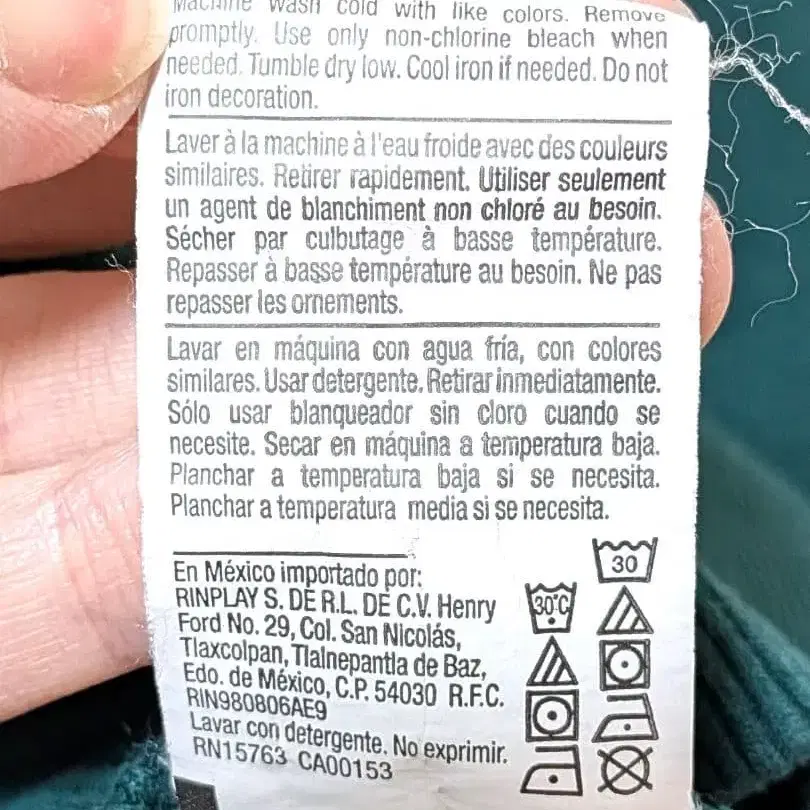 Machine wash cold with like colors. Remove
promptly. Use only non-chlorine bleach when
needed. Tumble dry low. Cool iron if needed. Do not
iron decoration.
Laver à la machine à l'eau froide avec des couleurs
similaires. Retirer rapidement. Utiliser seulement
un agent de blanchiment non chloré au besoin.
Sécher par culbutage à basse température.
Repasser à basse température au besoin. Ne pas
repasser les ornements.
Lavar en máquina con agua fría, con colores
similares. Usar detergente. Retirar inmediatamente.
Sólo usar blanqueador sin cloro cuando se
necesite. Secar en máquina a temperatura baja.
Planchar a temperatura baja si se necesita.
Planchar a temperatura media si se necesita.
En México importado por:
RINPLAY S. DE R.L. DE C.V. Henry
Ford No. 29, Col. San Nicolás,
Tlaxcolpan, Tlalnepantla de Baz,
Edo. de México, C.P. 54030 R.F.C.
RIN980806AE9
Lavar con detergente. No exprimir.
RN15763 CA00153
30°C
30